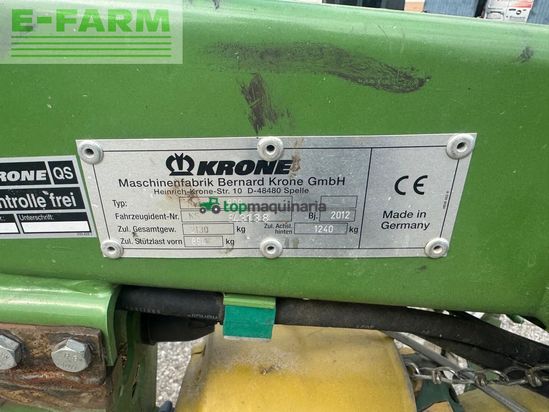 E-FARM
KRONE
Maschinenfabrik Bernard Krone GmbH
Heinrich-Krone-Str. 10 D-48480 Spelle
Typ:
topmaquinaria
Fahrzeugident-Nr. Bj. 2012
Zul. Gesamtgew. kg Zul. Achsl. hinten 1240 kg
Zul. Stützlast vorn kg
CE
Made in
Germany
KRONE QS
ontrolle frei
Unterschrift: